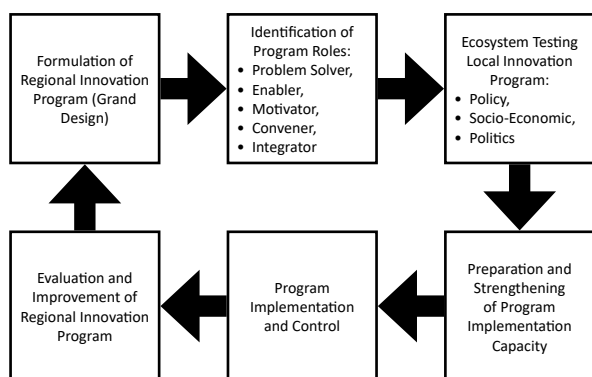 Formulation of
Regional Innovation
Program (Grand
Design)
Identification of
Program Roles:
• Problem Solver,
• Enabler,
• Motivator,
• Convener,
• Integrator
Ecosystem Testing
Local Innovation
Program:
• Policy,
• Socio-Economic,
• Politics
Preparation and
Strengthening
of Program
Implementation
Capacity
Program
Implementation
and Control
Evaluation and
Improvement of
Regional Innovation
Program